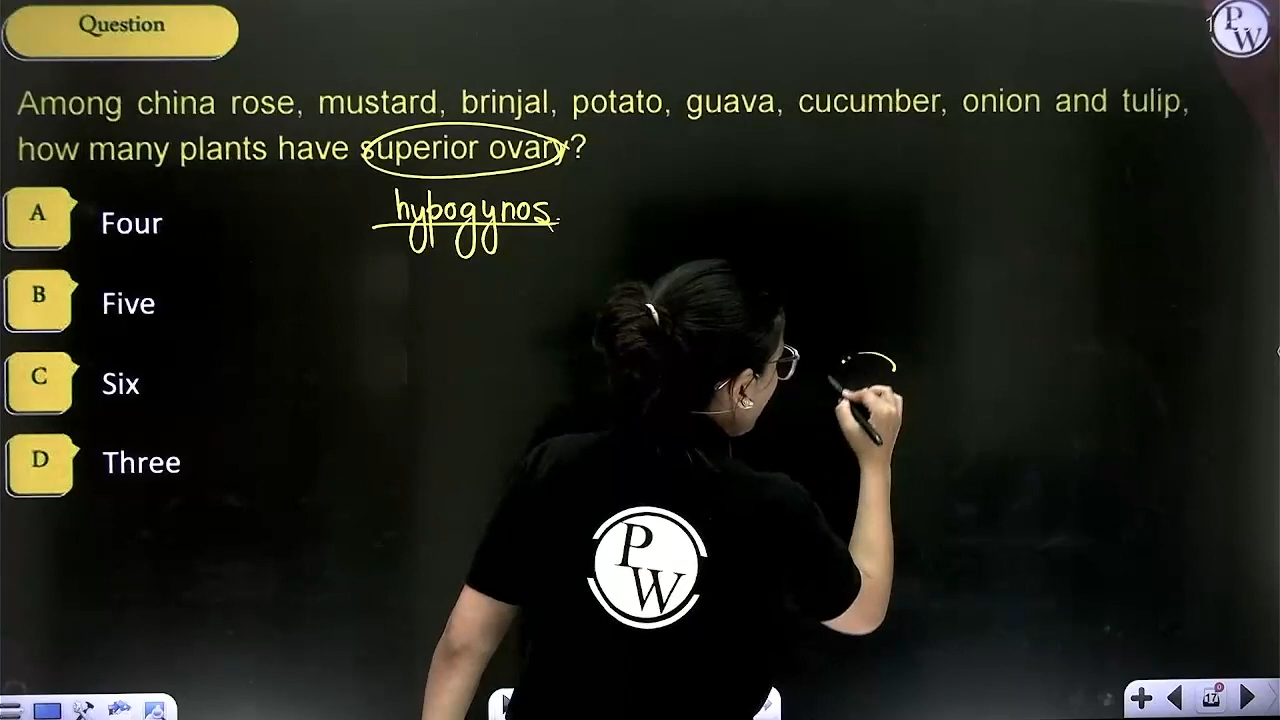 Question
PW
Among china rose, mustard, brinjal, potato, guava, cucumber, onion and tulip,
how many plants have superior ovary?
hypogynos
A Four
B Five
C Six
D Three
PW
17